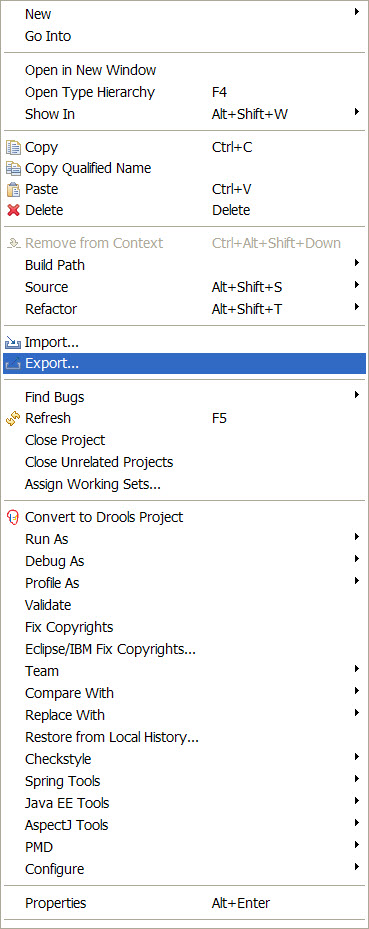 New
Go Into
Open in New Window
Open Type Hierarchy F4
Show In Alt+Shift+W
Copy Ctrl+C
Copy Qualified Name
Paste Ctrl+V
Delete Delete
Remove from Context Ctrl+Alt+Shift+Down
Build Path
Source Alt+Shift+S
Refactor Alt+Shift+T
Import...
Export...
Find Bugs
Refresh F5
Close Project
Close Unrelated Projects
Assign Working Sets...
Convert to Drools Project
Run As
Debug As
Profile As
Validate
Fix Copyrights
Eclipse/IBM Fix Copyrights...
Team
Compare With
Replace With
Restore from Local History...
Checkstyle
Spring Tools
Java EE Tools
AspectJ Tools
PMD
Configure
Properties Alt+Enter